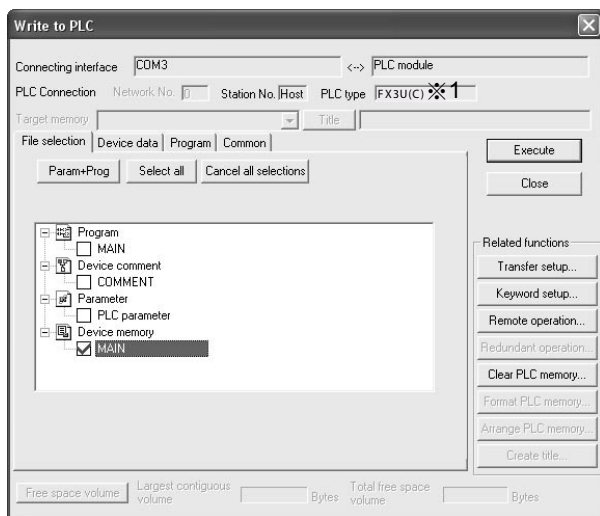 Write to PLC
Connecting interface COM3 <--> PLC module
PLC Connection Network No. 0 Station No. Host PLC type FX3U(C) ※1
Target memory Title
File selection Device data Program Common
Execute
Param+Prog Select all Cancel all selections
Close
Program
MAIN
Device comment
COMMENT
Parameter
PLC parameter
Device memory
MAIN
Related functions
Transfer setup...
Keyword setup...
Remote operation...
Redundant operation...
Clear PLC memory...
Format PLC memory...
Arrange PLC memory...
Create title...
Free space volume Largest contiguous volume Bytes Total free space volume Bytes